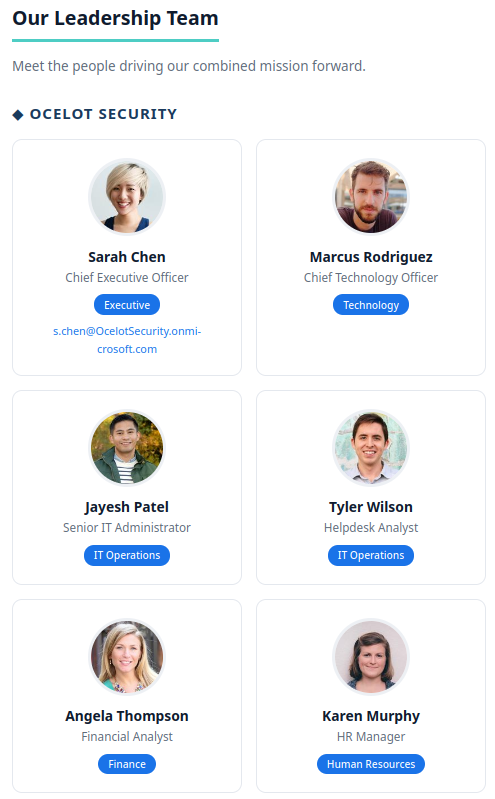 Our Leadership Team
Meet the people driving our combined mission forward.
◆ OCELOT SECURITY
Sarah Chen
Chief Executive Officer
Executive
s.chen@OcelotSecurity.onmi-
crosoft.com
Marcus Rodriguez
Chief Technology Officer
Technology
Jayesh Patel
Senior IT Administrator
IT Operations
Tyler Wilson
Helpdesk Analyst
IT Operations
Angela Thompson
Financial Analyst
Finance
Karen Murphy
HR Manager
Human Resources